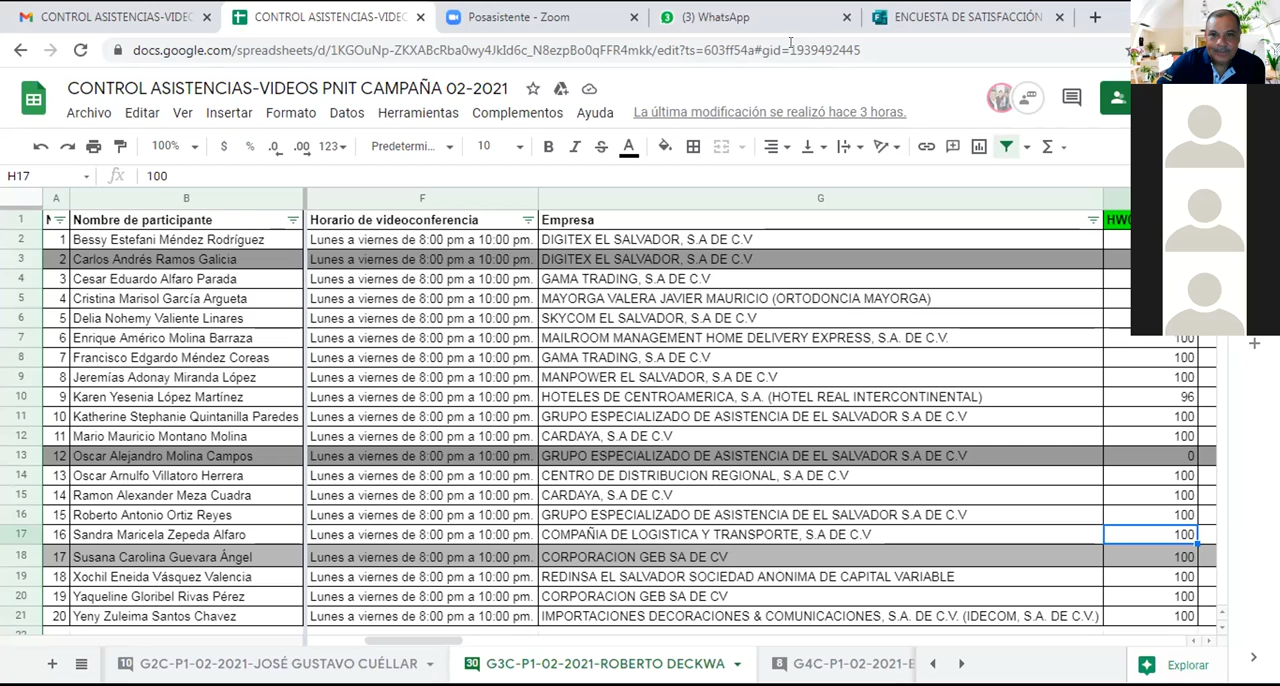 CONTROL ASISTENCIAS-VIDEO
CONTROL ASISTENCIAS-VIDEO
Posasistente - Zoom
(3) WhatsApp
ENCUESTA DE SATISFACCIÓN
docs.google.com/spreadsheets/d/1KGOuNp-ZKXABcRba0wy4Jkld6c_N8ezpBo0qFFR4mkk/edit?ts=603ff54a#gid=1939492445
CONTROL ASISTENCIAS-VIDEOS PNIT CAMPAÑA 02-2021
Archivo Editar Ver Insertar Formato Datos Herramientas Complementos Ayuda La última modificación se realizó hace 3 horas.
100% $ % .0 .00 123 Predetermi... 10 B I S A Σ
H17 fx 100
A B F G
1 Nombre de participante Horario de videoconferencia Empresa
2 1 Bessy Estefani Méndez Rodríguez Lunes a viernes de 8:00 pm a 10:00 pm. DIGITEX EL SALVADOR, S.A DE C.V
3 2 Carlos Andrés Ramos Galicia Lunes a viernes de 8:00 pm a 10:00 pm. DIGITEX EL SALVADOR, S.A DE C.V
4 3 Cesar Eduardo Alfaro Parada Lunes a viernes de 8:00 pm a 10:00 pm. GAMA TRADING, S.A DE C.V
5 4 Cristina Marisol García Argueta Lunes a viernes de 8:00 pm a 10:00 pm. MAYORGA VALERA JAVIER MAURICIO (ORTODONCIA MAYORGA)
6 5 Delia Nohemy Valiente Linares Lunes a viernes de 8:00 pm a 10:00 pm. SKYCOM EL SALVADOR, S.A DE C.V
7 6 Enrique Américo Molina Barraza Lunes a viernes de 8:00 pm a 10:00 pm. MAILROOM MANAGEMENT HOME DELIVERY EXPRESS, S.A. DE C.V. 100
8 7 Francisco Edgardo Méndez Coreas Lunes a viernes de 8:00 pm a 10:00 pm. GAMA TRADING, S.A DE C.V 100
9 8 Jeremías Adonay Miranda López Lunes a viernes de 8:00 pm a 10:00 pm. MANPOWER EL SALVADOR, S.A DE C.V 100
10 9 Karen Yesenia López Martínez Lunes a viernes de 8:00 pm a 10:00 pm. HOTELES DE CENTROAMERICA, S.A. (HOTEL REAL INTERCONTINENTAL) 96
11 10 Katherine Stephanie Quintanilla Paredes Lunes a viernes de 8:00 pm a 10:00 pm. GRUPO ESPECIALIZADO DE ASISTENCIA DE EL SALVADOR S.A DE C.V 100
12 11 Mario Mauricio Montano Molina Lunes a viernes de 8:00 pm a 10:00 pm. CARDAYA, S.A DE C.V 100
13 12 Oscar Alejandro Molina Campos Lunes a viernes de 8:00 pm a 10:00 pm. GRUPO ESPECIALIZADO DE ASISTENCIA DE EL SALVADOR S.A DE C.V 0
14 13 Oscar Arnulfo Villatoro Herrera Lunes a viernes de 8:00 pm a 10:00 pm. CENTRO DE DISTRIBUCION REGIONAL, S.A DE C.V 100
15 14 Ramon Alexander Meza Cuadra Lunes a viernes de 8:00 pm a 10:00 pm. CARDAYA, S.A DE C.V 100
16 15 Roberto Antonio Ortiz Reyes Lunes a viernes de 8:00 pm a 10:00 pm. GRUPO ESPECIALIZADO DE ASISTENCIA DE EL SALVADOR S.A DE C.V 100
17 16 Sandra Maricela Zepeda Alfaro Lunes a viernes de 8:00 pm a 10:00 pm. COMPAÑIA DE LOGISTICA Y TRANSPORTE, S.A DE C.V 100
18 17 Susana Carolina Guevara Ángel Lunes a viernes de 8:00 pm a 10:00 pm. CORPORACION GEB SA DE CV 100
19 18 Xochil Eneida Vásquez Valencia Lunes a viernes de 8:00 pm a 10:00 pm. REDINSA EL SALVADOR SOCIEDAD ANONIMA DE CAPITAL VARIABLE 100
20 19 Yaqueline Gloribel Rivas Pérez Lunes a viernes de 8:00 pm a 10:00 pm. CORPORACION GEB SA DE CV 100
21 20 Yeny Zuleima Santos Chavez Lunes a viernes de 8:00 pm a 10:00 pm. IMPORTACIONES DECORACIONES & COMUNICACIONES, S.A. DE C.V. (IDECOM, S.A. DE C.V.) 100
10 G2C-P1-02-2021-JOSÉ GUSTAVO CUÉLLAR 30 G3C-P1-02-2021-ROBERTO DECKWA 8 G4C-P1-02-2021-E Explorar